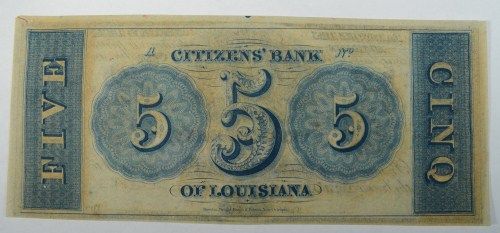 A
CITIZENS' BANK
No
FIVE
5
5
5
CINQ
OF LOUISIANA